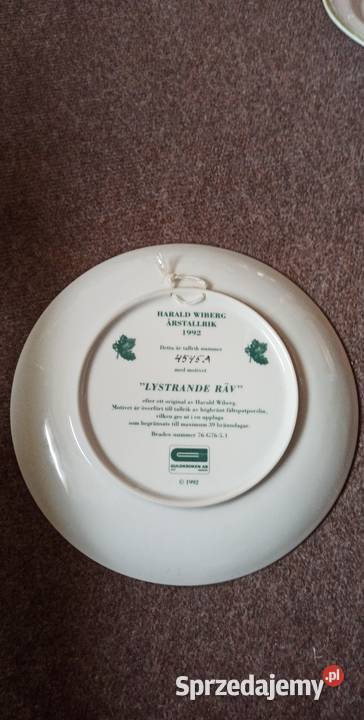 HARALD WIBERG
ÅRSTALLRIK
1992
Detta är tallrik nummer
4545A
med motivet
"LYSTRANDE RÄV"
efter ett original av Harald Wiberg.
Motivet är överfört till tallrik av högbränt fältspatporslin,
vilken ges ut i en upplaga
som begränsats till maximum 39 bränndagar.
Bradex nummer 76-G76-5.1
GULDKROKEN AB
© 1992
Sprzedajemy.pl